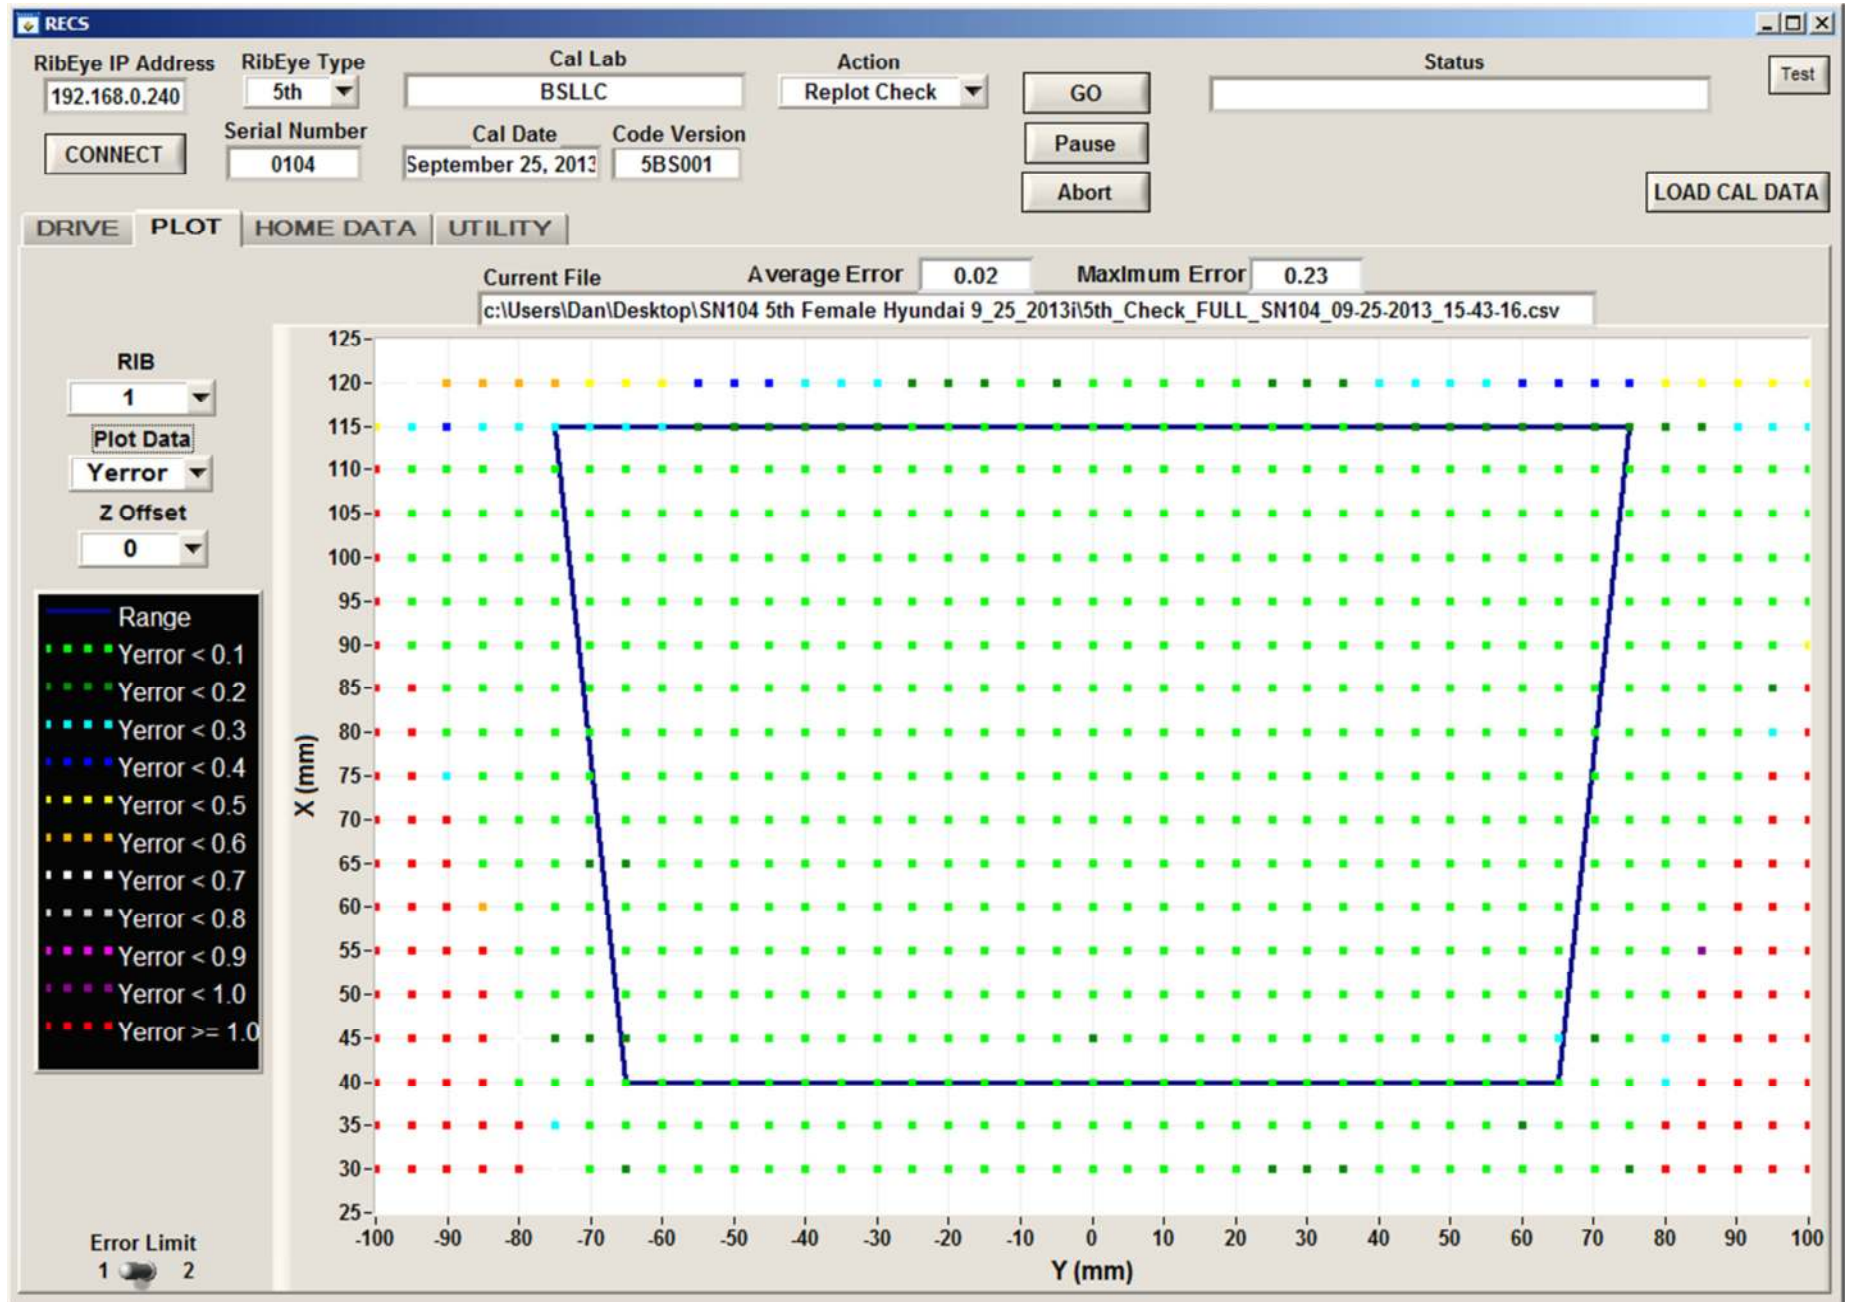 RECS
RibEye IP Address RibEye Type Cal Lab Action Status
192.168.0.240 5th BSLLC Replot Check GO Test
Serial Number Cal Date Code Version Pause
CONNECT 0104 September 25, 2013 5BS001
Abort LOAD CAL DATA
DRIVE PLOT HOME DATA UTILITY
Current File Average Error 0.02 MaxImum Error 0.23
c:\Users\Dan\Desktop\SN104 5th Female Hyundai 9_25_2013i\5th_Check_FULL_SN104_09-25-2013_15-43-16.csv
RIB
1
Plot Data
Yerror
Z Offset
0
Range
Yerror < 0.1
Yerror < 0.2
Yerror < 0.3
Yerror < 0.4
Yerror < 0.5
Yerror < 0.6
Yerror < 0.7
Yerror < 0.8
Yerror < 0.9
Yerror < 1.0
Yerror >= 1.0
Error Limit
1 2
X (mm)
125
120
115
110
105
100
95
90
85
80
75
70
65
60
55
50
45
40
35
30
25
-100 -90 -80 -70 -60 -50 -40 -30 -20 -10 0 10 20 30 40 50 60 70 80 90 100
Y (mm)